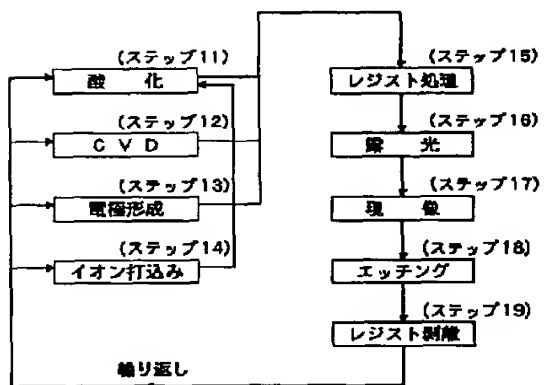 (ステップ11)
酸 化
(ステップ12)
C V D
(ステップ13)
電極形成
(ステップ14)
イオン打込み
(ステップ15)
レジスト処理
(ステップ16)
露 光
(ステップ17)
現 像
(ステップ18)
エッチング
(ステップ19)
レジスト剥離
繰り返し